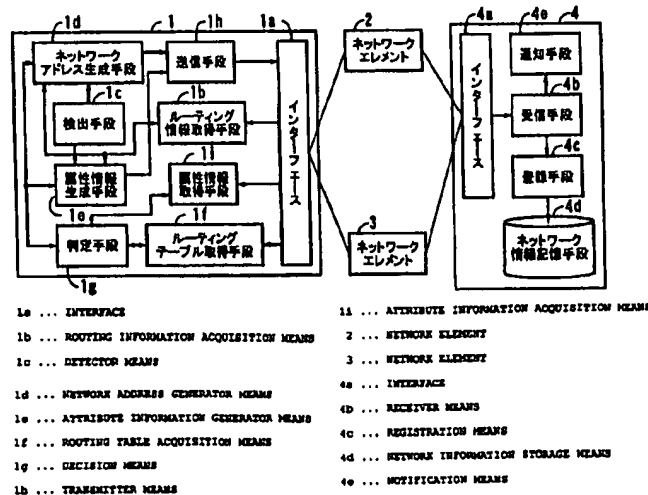 1d
1
1h
1a
ネットワーク
アドレス生成手段
送信手段
1c
検出手段
1b
ルーティング
情報取得手段
1i
属性情報
生成手段
属性情報
取得手段
1e
1f
判定手段
ルーティング
テーブル取得手段
1g
インターフェース
2
ネットワーク
エレメント
3
ネットワーク
エレメント
4a
4e
4
インターフェース
通知手段
4b
受信手段
4c
登録手段
4d
ネットワーク
情報記憶手段
1a ... INTERFACE
1b ... ROUTING INFORMATION ACQUISITION MEANS
1c ... DETECTOR MEANS
1d ... NETWORK ADDRESS GENERATOR MEANS
1e ... ATTRIBUTE INFORMATION GENERATOR MEANS
1f ... ROUTING TABLE ACQUISITION MEANS
1g ... DECISION MEANS
1h ... TRANSMITTER MEANS
1i ... ATTRIBUTE INFORMATION ACQUISITION MEANS
2 ... NETWORK ELEMENT
3 ... NETWORK ELEMENT
4a ... INTERFACE
4b ... RECEIVER MEANS
4c ... REGISTRATION MEANS
4d ... NETWORK INFORMATION STORAGE MEANS
4e ... NOTIFICATION MEANS